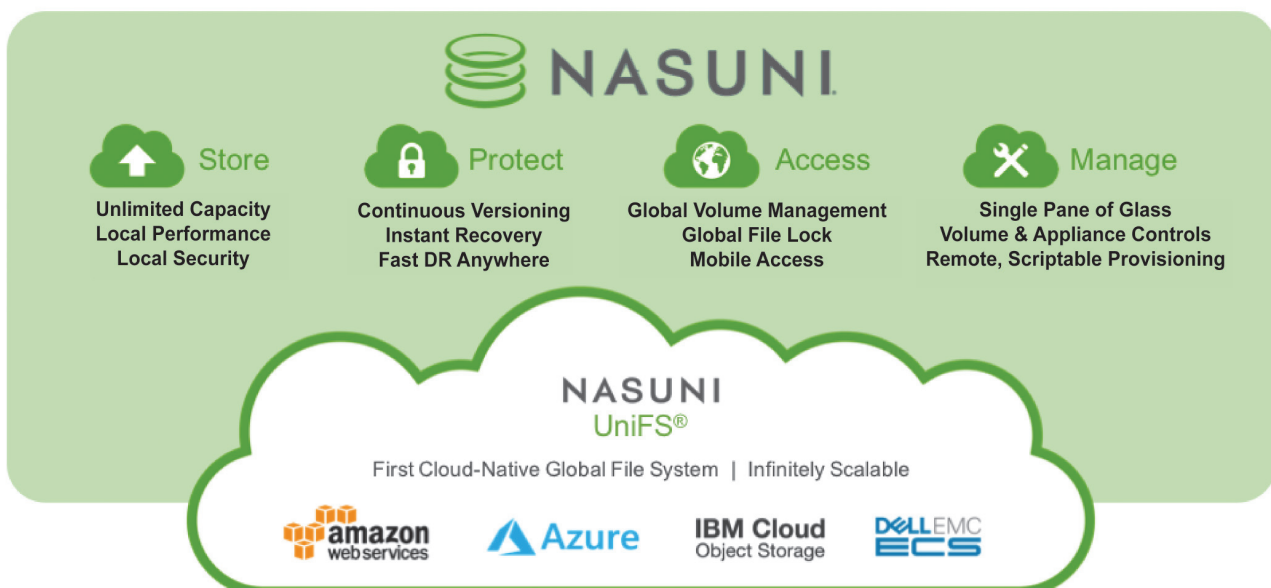 NASUNI
Store
Unlimited Capacity
Local Performance
Local Security
Protect
Continuous Versioning
Instant Recovery
Fast DR Anywhere
Access
Global Volume Management
Global File Lock
Mobile Access
Manage
Single Pane of Glass
Volume & Appliance Controls
Remote, Scriptable Provisioning
NASUNI
UniFS®
First Cloud-Native Global File System | Infinitely Scalable
amazon
web services
Azure
IBM Cloud
Object Storage
DELLEMC
ECS